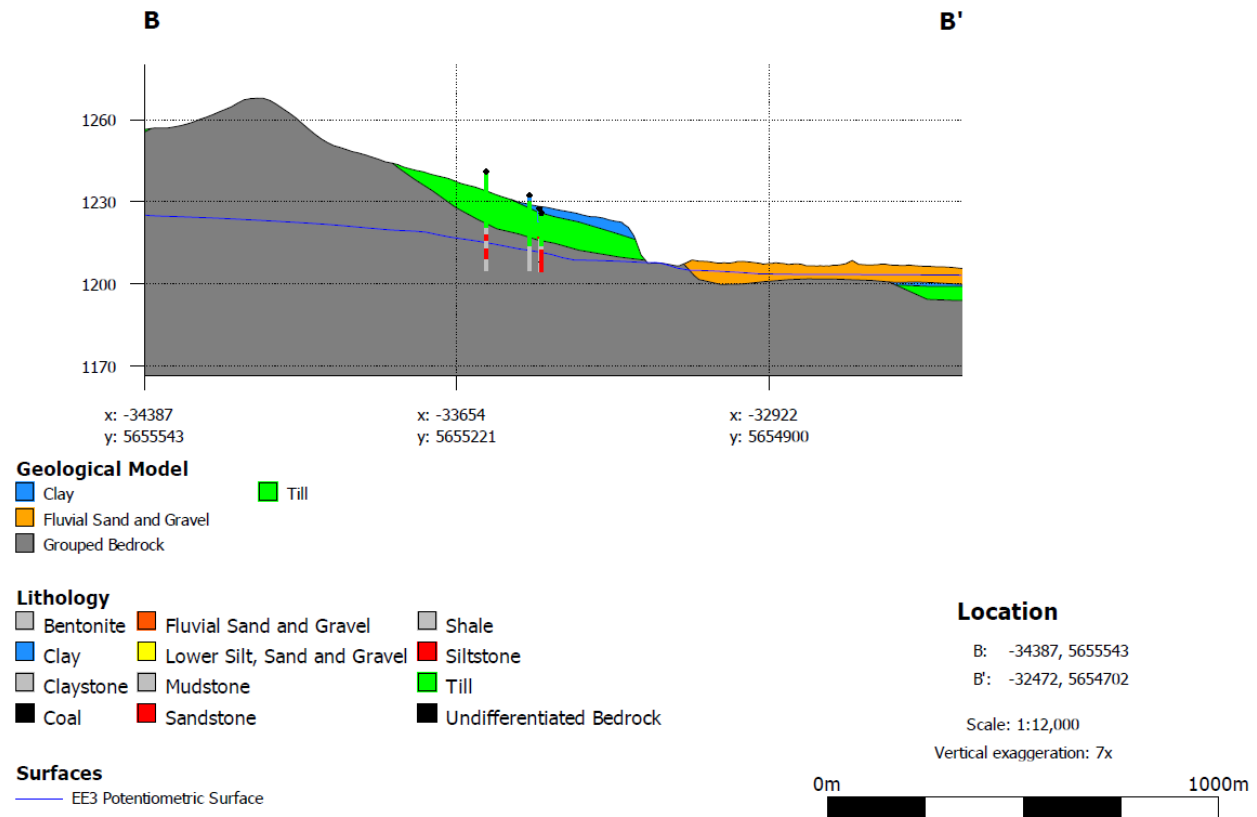 B B'
1260
1230
1200
1170
x: -34387 x: -33654 x: -32922
y: 5655543 y: 5655221 y: 5654900
Geological Model
Clay Till
Fluvial Sand and Gravel
Grouped Bedrock
Lithology
Bentonite Fluvial Sand and Gravel Shale
Clay Lower Silt, Sand and Gravel Siltstone
Claystone Mudstone Till
Coal Sandstone Undifferentiated Bedrock
Surfaces
EE3 Potentiometric Surface
Location
B: -34387, 5655543
B': -32472, 5654702
Scale: 1:12,000
Vertical exaggeration: 7x
0m 1000m